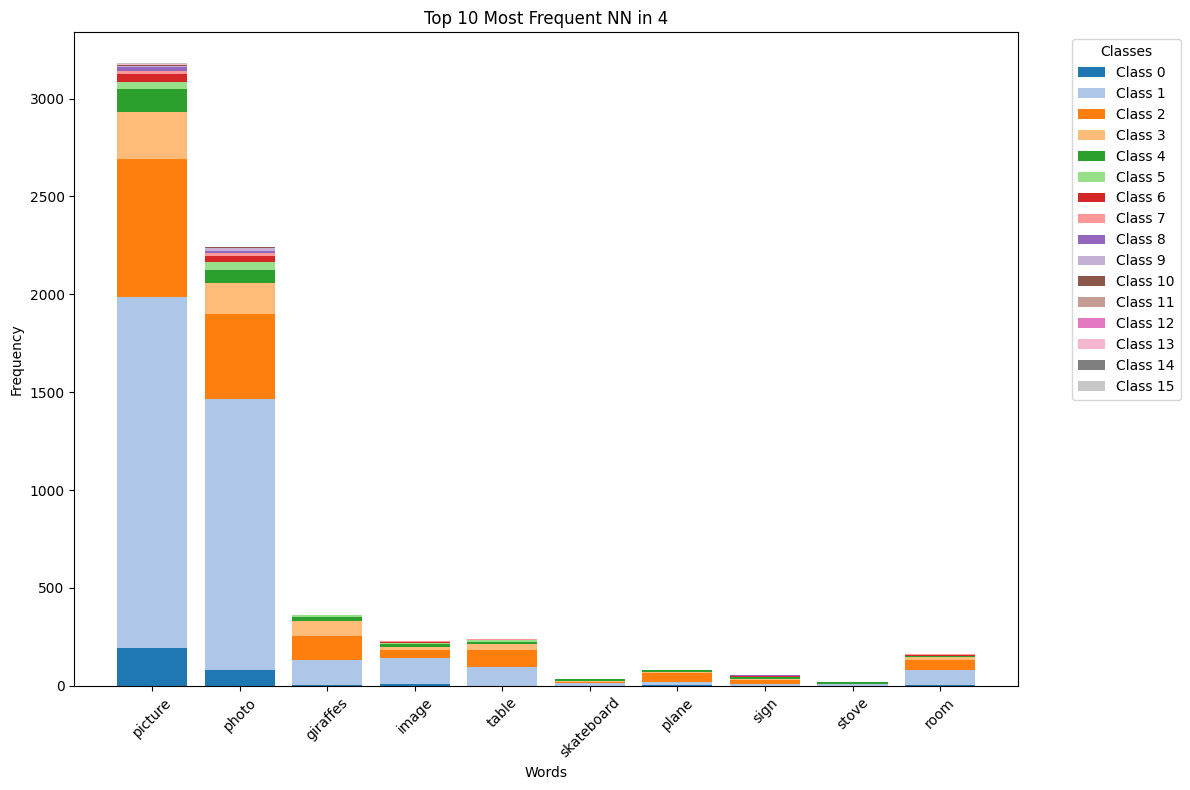 Top 10 Most Frequent NN in 4
Frequency
3000
2500
2000
1500
1000
500
0
picture
photo
giraffes
image
table
skateboard
plane
sign
stove
room
Words
Classes
Class 0
Class 1
Class 2
Class 3
Class 4
Class 5
Class 6
Class 7
Class 8
Class 9
Class 10
Class 11
Class 12
Class 13
Class 14
Class 15